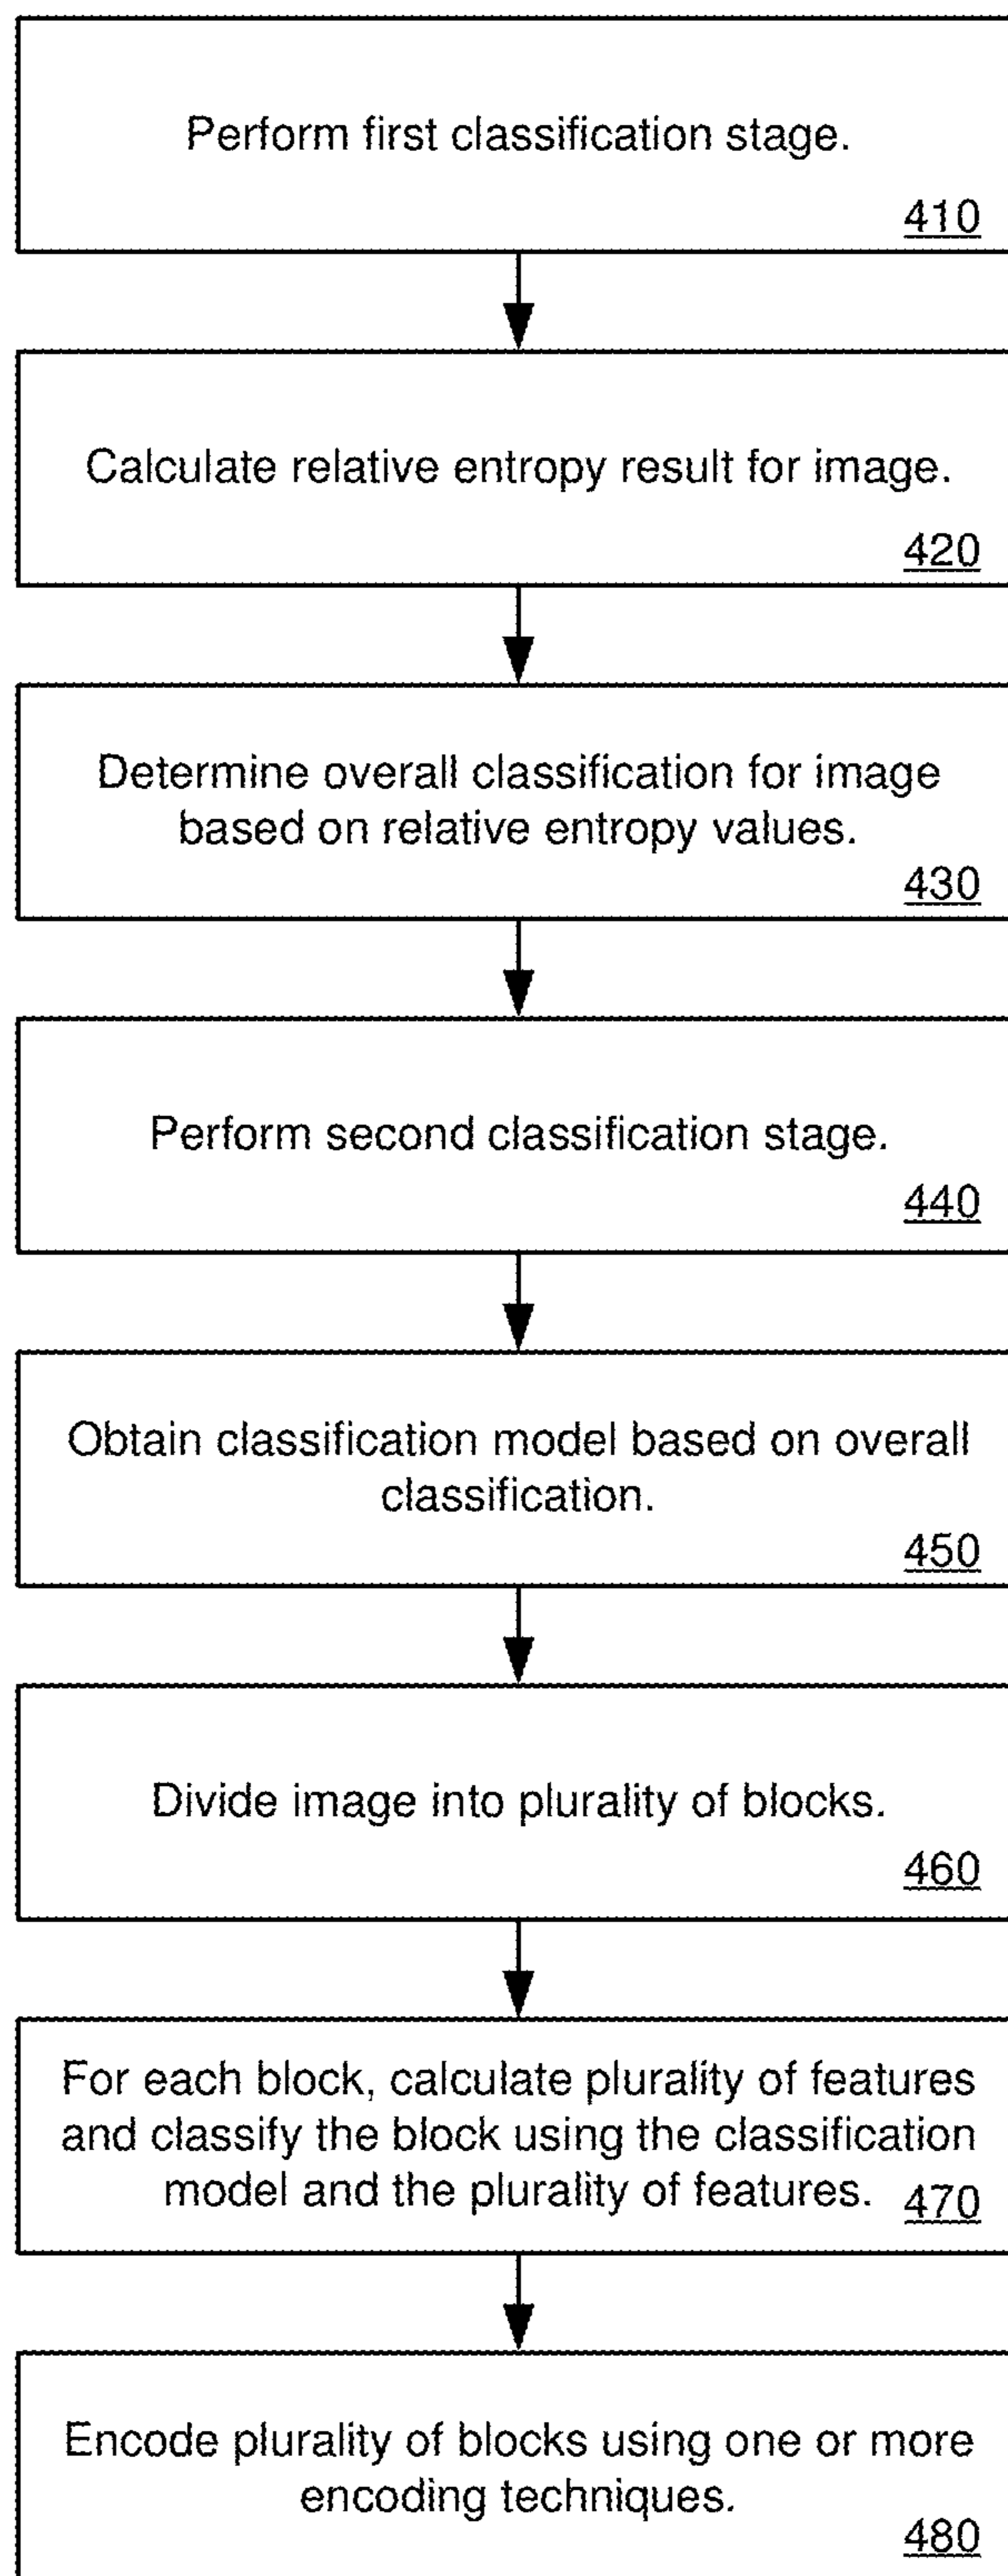 Perform first classification stage.
410
Calculate relative entropy result for image.
420
Determine overall classification for image
based on relative entropy values.
430
Perform second classification stage.
440
Obtain classification model based on overall
classification.
450
Divide image into plurality of blocks.
460
For each block, calculate plurality of features
and classify the block using the classification
model and the plurality of features.
470
Encode plurality of blocks using one or more
encoding techniques.
480